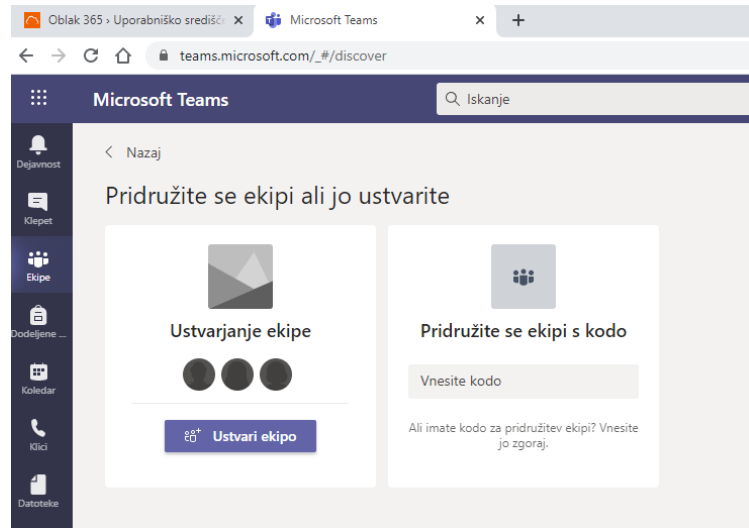 Oblak 365 › Uporabniško središče
Microsoft Teams
teams.microsoft.com/_#/discover
Microsoft Teams
Iskanje
Dejavnost
Klepet
Ekipe
Dodeljene ...
Koledar
Klici
Datoteke
Nazaj
Pridružite se ekipi ali jo ustvarite
Ustvarjanje ekipe
Ustvari ekipo
Pridružite se ekipi s kodo
Vnesite kodo
Ali imate kodo za pridružitev ekipi? Vnesite
jo zgoraj.